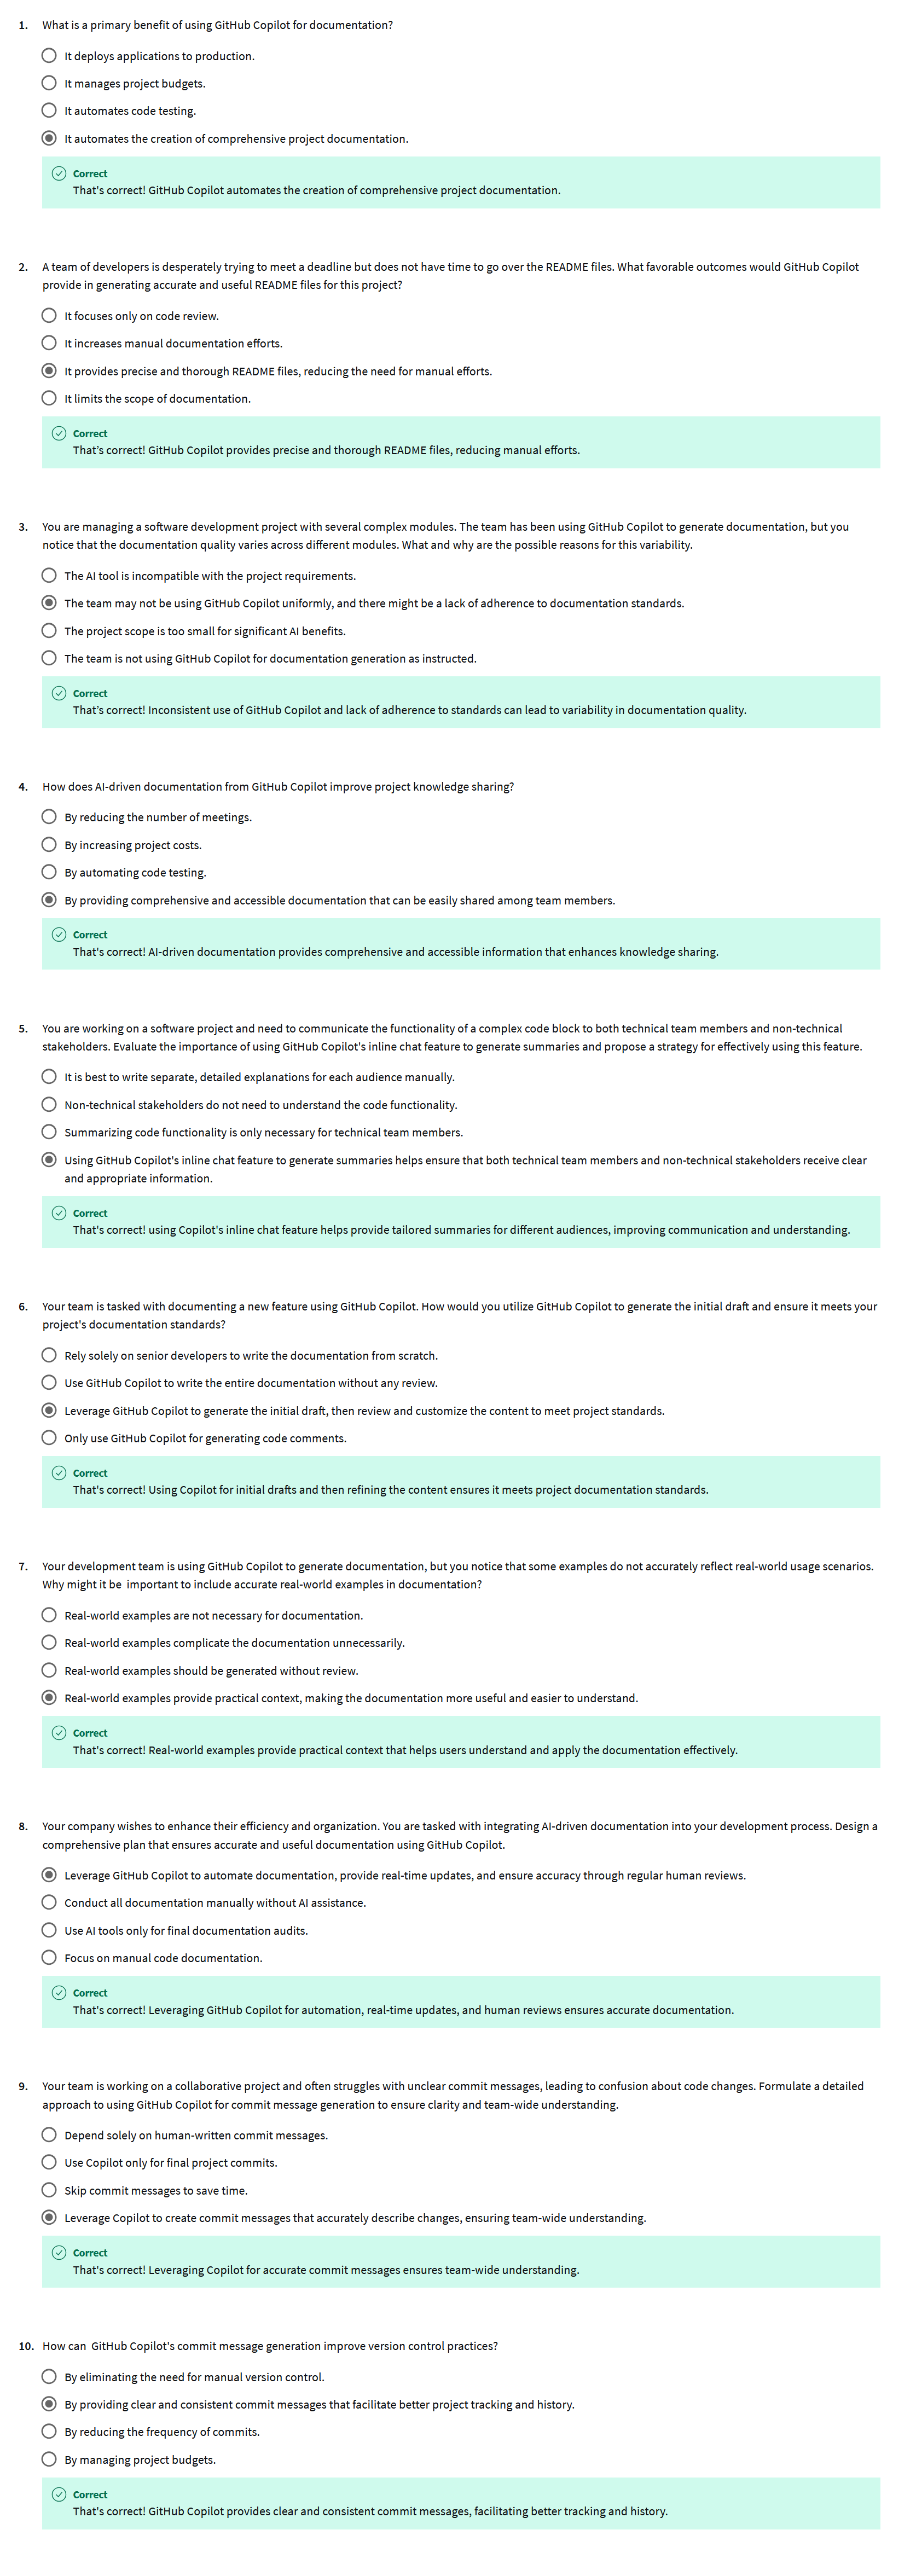 1. What is a primary benefit of using GitHub Copilot for documentation?
It deploys applications to production.
It manages project budgets.
It automates code testing.
It automates the creation of comprehensive project documentation.
Correct
That's correct! GitHub Copilot automates the creation of comprehensive project documentation.
2. A team of developers is desperately trying to meet a deadline but does not have time to go over the README files. What favorable outcomes would GitHub Copilot
provide in generating accurate and useful README files for this project?
It focuses only on code review.
It increases manual documentation efforts.
It provides precise and thorough README files, reducing the need for manual efforts.
It limits the scope of documentation.
Correct
That's correct! GitHub Copilot provides precise and thorough README files, reducing manual efforts.
3. You are managing a software development project with several complex modules. The team has been using GitHub Copilot to generate documentation, but you
notice that the documentation quality varies across different modules. What and why are the possible reasons for this variability.
The AI tool is incompatible with the project requirements.
The team may not be using GitHub Copilot uniformly, and there might be a lack of adherence to documentation standards.
The project scope is too small for significant AI benefits.
The team is not using GitHub Copilot for documentation generation as instructed.
Correct
That's correct! Inconsistent use of GitHub Copilot and lack of adherence to standards can lead to variability in documentation quality.
4. How does AI-driven documentation from GitHub Copilot improve project knowledge sharing?
By reducing the number of meetings.
By increasing project costs.
By automating code testing.
By providing comprehensive and accessible documentation that can be easily shared among team members.
Correct
That's correct! AI-driven documentation provides comprehensive and accessible information that enhances knowledge sharing.
5. You are working on a software project and need to communicate the functionality of a complex code block to both technical team members and non-technical
stakeholders. Evaluate the importance of using GitHub Copilot's inline chat feature to generate summaries and propose a strategy for effectively using this feature.
It is best to write separate, detailed explanations for each audience manually.
Non-technical stakeholders do not need to understand the code functionality.
Summarizing code functionality is only necessary for technical team members.
Using GitHub Copilot's inline chat feature to generate summaries helps ensure that both technical team members and non-technical stakeholders receive clear
and appropriate information.
Correct
That's correct! using Copilot's inline chat feature helps provide tailored summaries for different audiences, improving communication and understanding.
6. Your team is tasked with documenting a new feature using GitHub Copilot. How would you utilize GitHub Copilot to generate the initial draft and ensure it meets your
project's documentation standards?
Rely solely on senior developers to write the documentation from scratch.
Use GitHub Copilot to write the entire documentation without any review.
Leverage GitHub Copilot to generate the initial draft, then review and customize the content to meet project standards.
Only use GitHub Copilot for generating code comments.
Correct
That's correct! Using Copilot for initial drafts and then refining the content ensures it meets project documentation standards.
7. Your development team is using GitHub Copilot to generate documentation, but you notice that some examples do not accurately reflect real-world usage scenarios.
Why might it be important to include accurate real-world examples in documentation?
Real-world examples are not necessary for documentation.
Real-world examples complicate the documentation unnecessarily.
Real-world examples should be generated without review.
Real-world examples provide practical context, making the documentation more useful and easier to understand.
Correct
That's correct! Real-world examples provide practical context that helps users understand and apply the documentation effectively.
8. Your company wishes to enhance their efficiency and organization. You are tasked with integrating AI-driven documentation into your development process. Design a
comprehensive plan that ensures accurate and useful documentation using GitHub Copilot.
Leverage GitHub Copilot to automate documentation, provide real-time updates, and ensure accuracy through regular human reviews.
Conduct all documentation manually without AI assistance.
Use AI tools only for final documentation audits.
Focus on manual code documentation.
Correct
That's correct! Leveraging GitHub Copilot for automation, real-time updates, and human reviews ensures accurate documentation.
9. Your team is working on a collaborative project and often struggles with unclear commit messages, leading to confusion about code changes. Formulate a detailed
approach to using GitHub Copilot for commit message generation to ensure clarity and team-wide understanding.
Depend solely on human-written commit messages.
Use Copilot only for final project commits.
Skip commit messages to save time.
Leverage Copilot to create commit messages that accurately describe changes, ensuring team-wide understanding.
Correct
That's correct! Leveraging Copilot for accurate commit messages ensures team-wide understanding.
10. How can GitHub Copilot's commit message generation improve version control practices?
By eliminating the need for manual version control.
By providing clear and consistent commit messages that facilitate better project tracking and history.
By reducing the frequency of commits.
By managing project budgets.
Correct
That's correct! GitHub Copilot provides clear and consistent commit messages, facilitating better tracking and history.